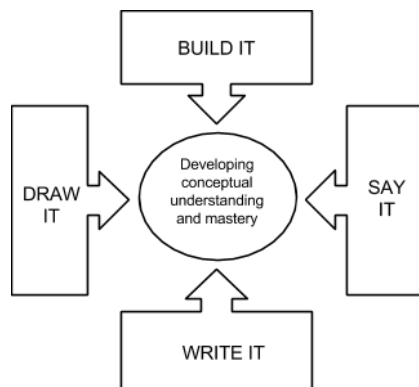 BUILD IT
DRAW
IT
Developing
conceptual
understanding
and mastery
SAY
IT
WRITE IT